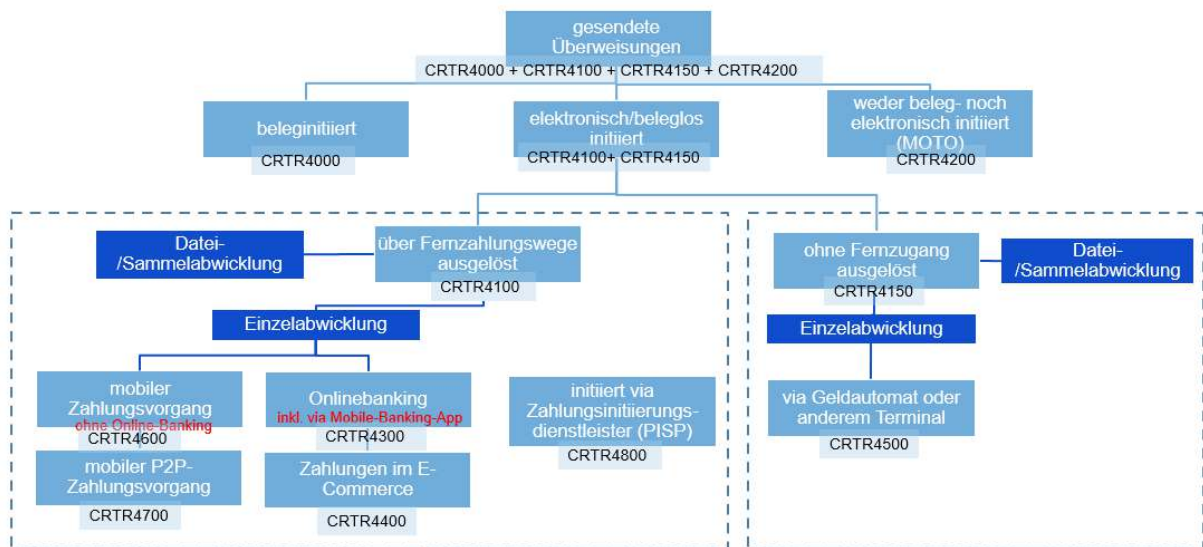 gesendete
Überweisungen
CRTR4000 + CRTR4100 + CRTR4150 + CRTR4200
beleginitiiert
CRTR4000
elektronisch/beleglos
initiiert
CRTR4100+ CRTR4150
weder beleg- noch
elektronisch initiiert
(MOTO)
CRTR4200
Datei-
/Sammelabwicklung
über Fernzahlungswege
ausgelöst
CRTR4100
Einzelabwicklung
mobiler
Zahlungsvorgang
ohne Online-Banking
CRTR4600
mobiler P2P-
Zahlungsvorgang
CRTR4700
Onlinebanking
inkl. via Mobile-Banking-App
CRTR4300
Zahlungen im E-
Commerce
CRTR4400
initiiert via
Zahlungsinitiierungs-
dienstleister (PISP)
CRTR4800
ohne Fernzugang
ausgelöst
CRTR4150
Datei-
/Sammelabwicklung
Einzelabwicklung
via Geldautomat oder
anderem Terminal
CRTR4500